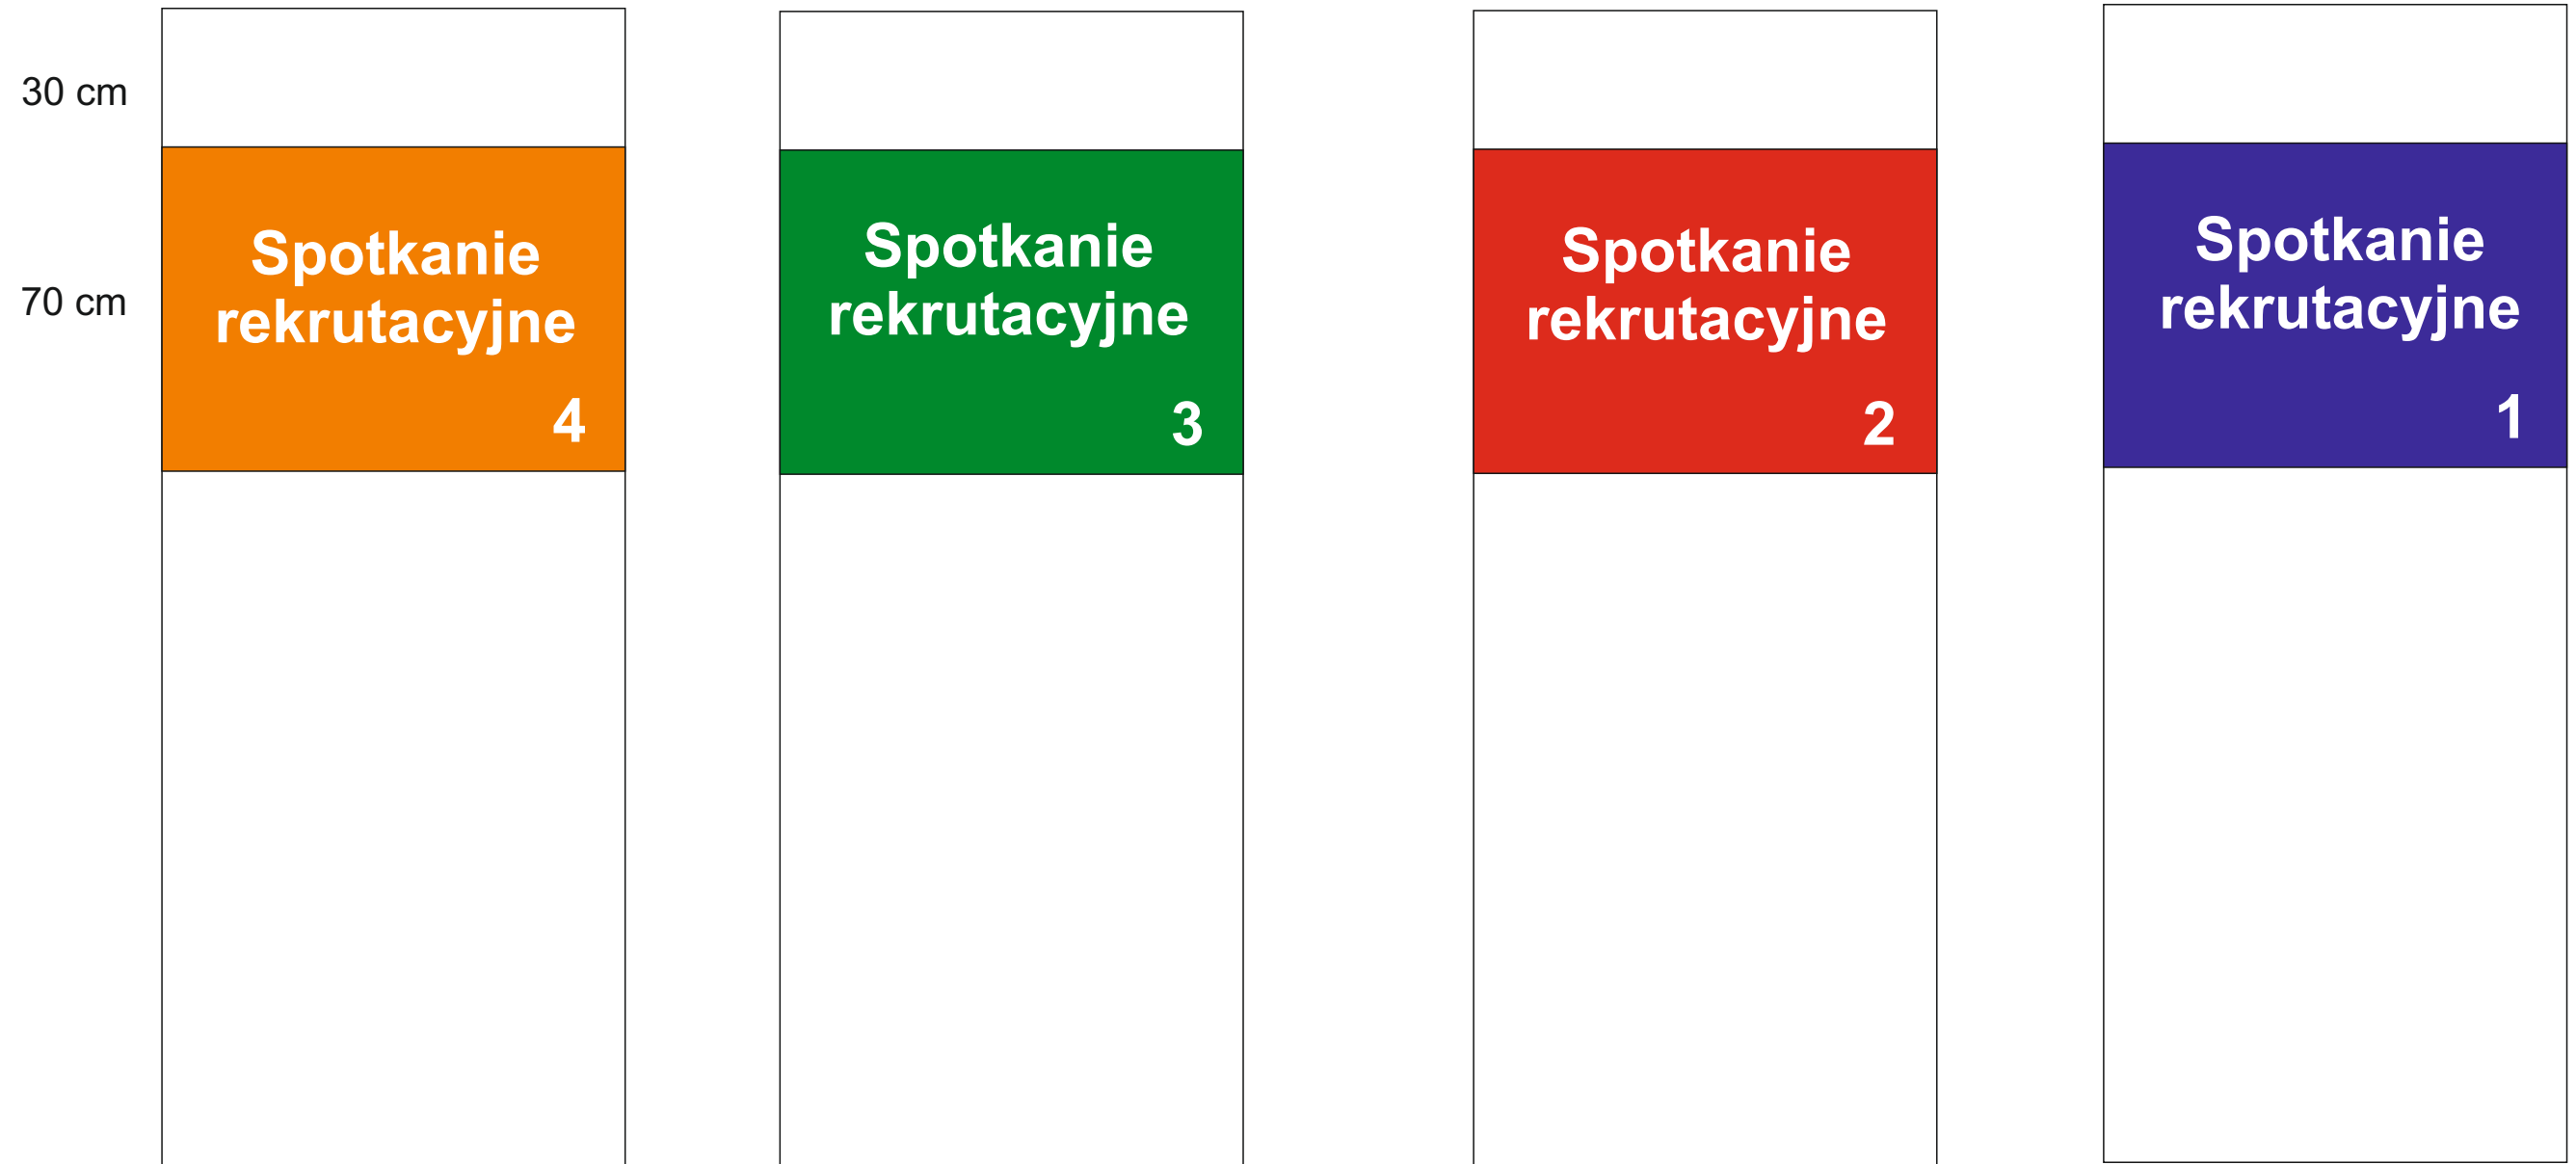 30 cm
70 cm
Spotkanie
rekrutacyjne
4
Spotkanie
rekrutacyjne
3
Spotkanie
rekrutacyjne
2
Spotkanie
rekrutacyjne
1